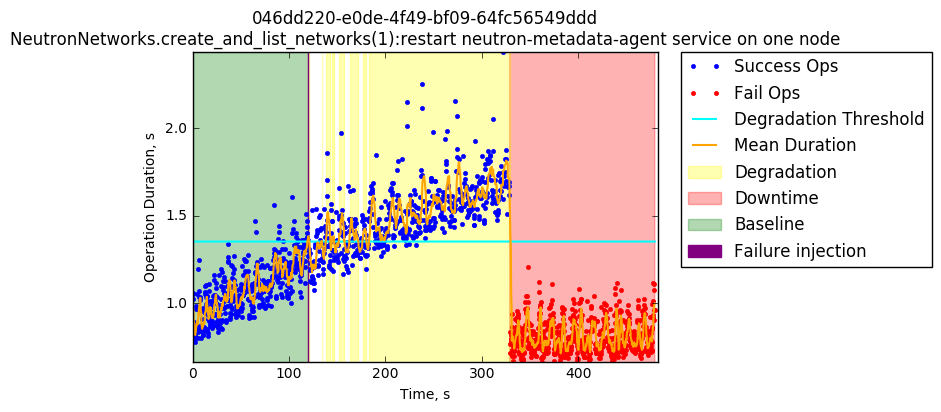 046dd220-e0de-4f49-bf09-64fc56549ddd
NeutronNetworks.create_and_list_networks(1):restart neutron-metadata-agent service on one node
Operation Duration, s
2.0
1.5
1.0
0
100
200
300
400
Time, s
Success Ops
Fail Ops
Degradation Threshold
Mean Duration
Degradation
Downtime
Baseline
Failure injection